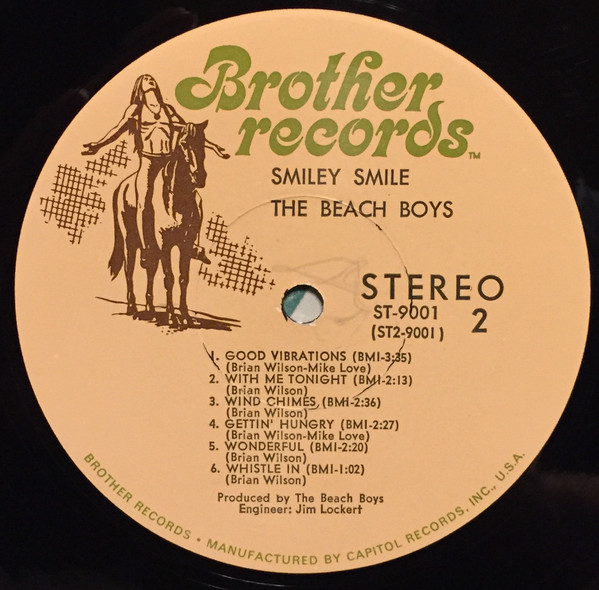 Brother
records™
SMILEY SMILE
THE BEACH BOYS
STEREO
ST-9001
(ST2-9001)
2
1. GOOD VIBRATIONS (BMI-3:35)
(Brian Wilson-Mike Love)
2. WITH ME TONIGHT (BMI-2:13)
(Brian Wilson)
3. WIND CHIMES (BMI-2:36)
(Brian Wilson)
4. GETTIN' HUNGRY (BMI-2:27)
(Brian Wilson-Mike Love)
5. WONDERFUL (BMI-2:20)
(Brian Wilson)
6. WHISTLE IN (BMI-1:02)
(Brian Wilson)
Produced by The Beach Boys
Engineer: Jim Lockert
BROTHER RECORDS • MANUFACTURED BY CAPITOL RECORDS, INC., U.S.A.